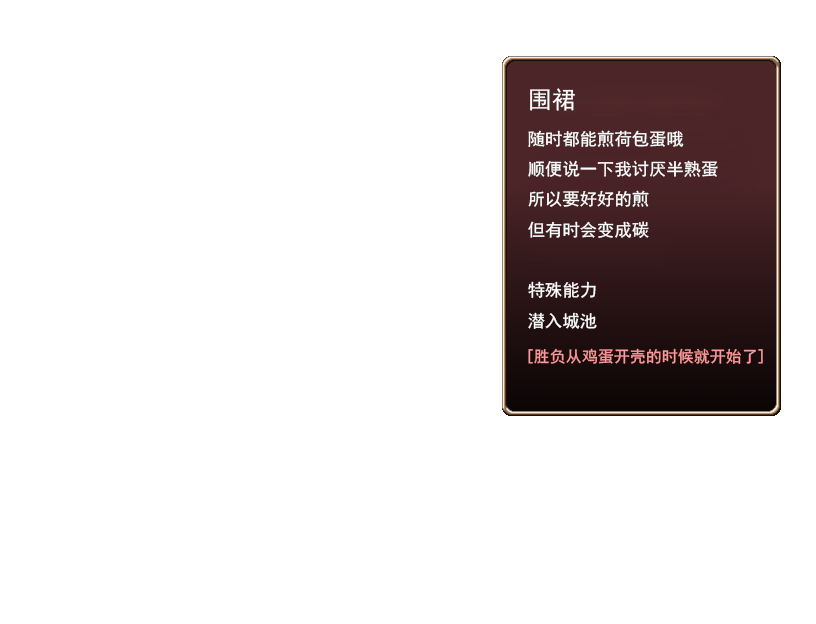 围裙
随时都能煎荷包蛋哦
顺便说一下我讨厌半熟蛋
所以要好好的煎
但有时会变成碳
特殊能力
潜入城池
[胜负从鸡蛋开壳的时候就开始了]